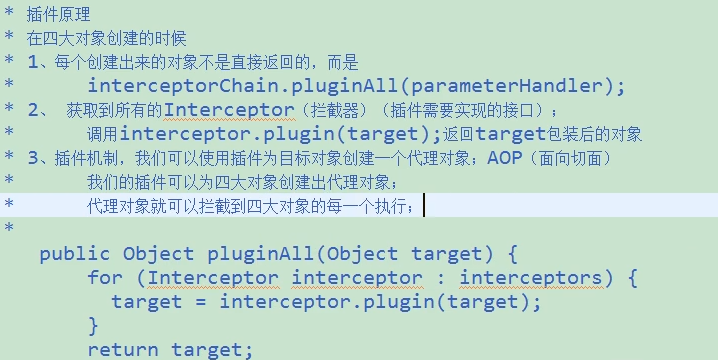 * 插件原理
* 在四大对象创建的时候
* 1、每个创建出来的对象不是直接返回的，而是
* interceptorChain.pluginAll(parameterHandler);
* 2、 获取到所有的Interceptor（拦截器）（插件需要实现的接口）；
* 调用interceptor.plugin(target);返回target包装后的对象
* 3、插件机制，我们可以使用插件为目标对象创建一个代理对象；AOP（面向切面）
* 我们的插件可以为四大对象创建出代理对象；
* 代理对象就可以拦截到四大对象的每一个执行；
*
public Object pluginAll(Object target) {
for (Interceptor interceptor : interceptors) {
target = interceptor.plugin(target);
}
return target;